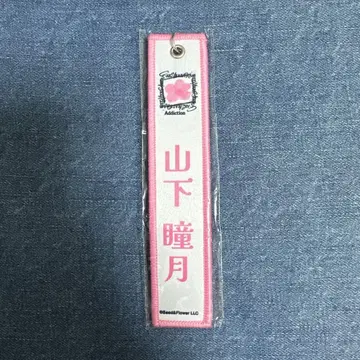 Addiction
山下
瞳月
©Seed&Flower LLC